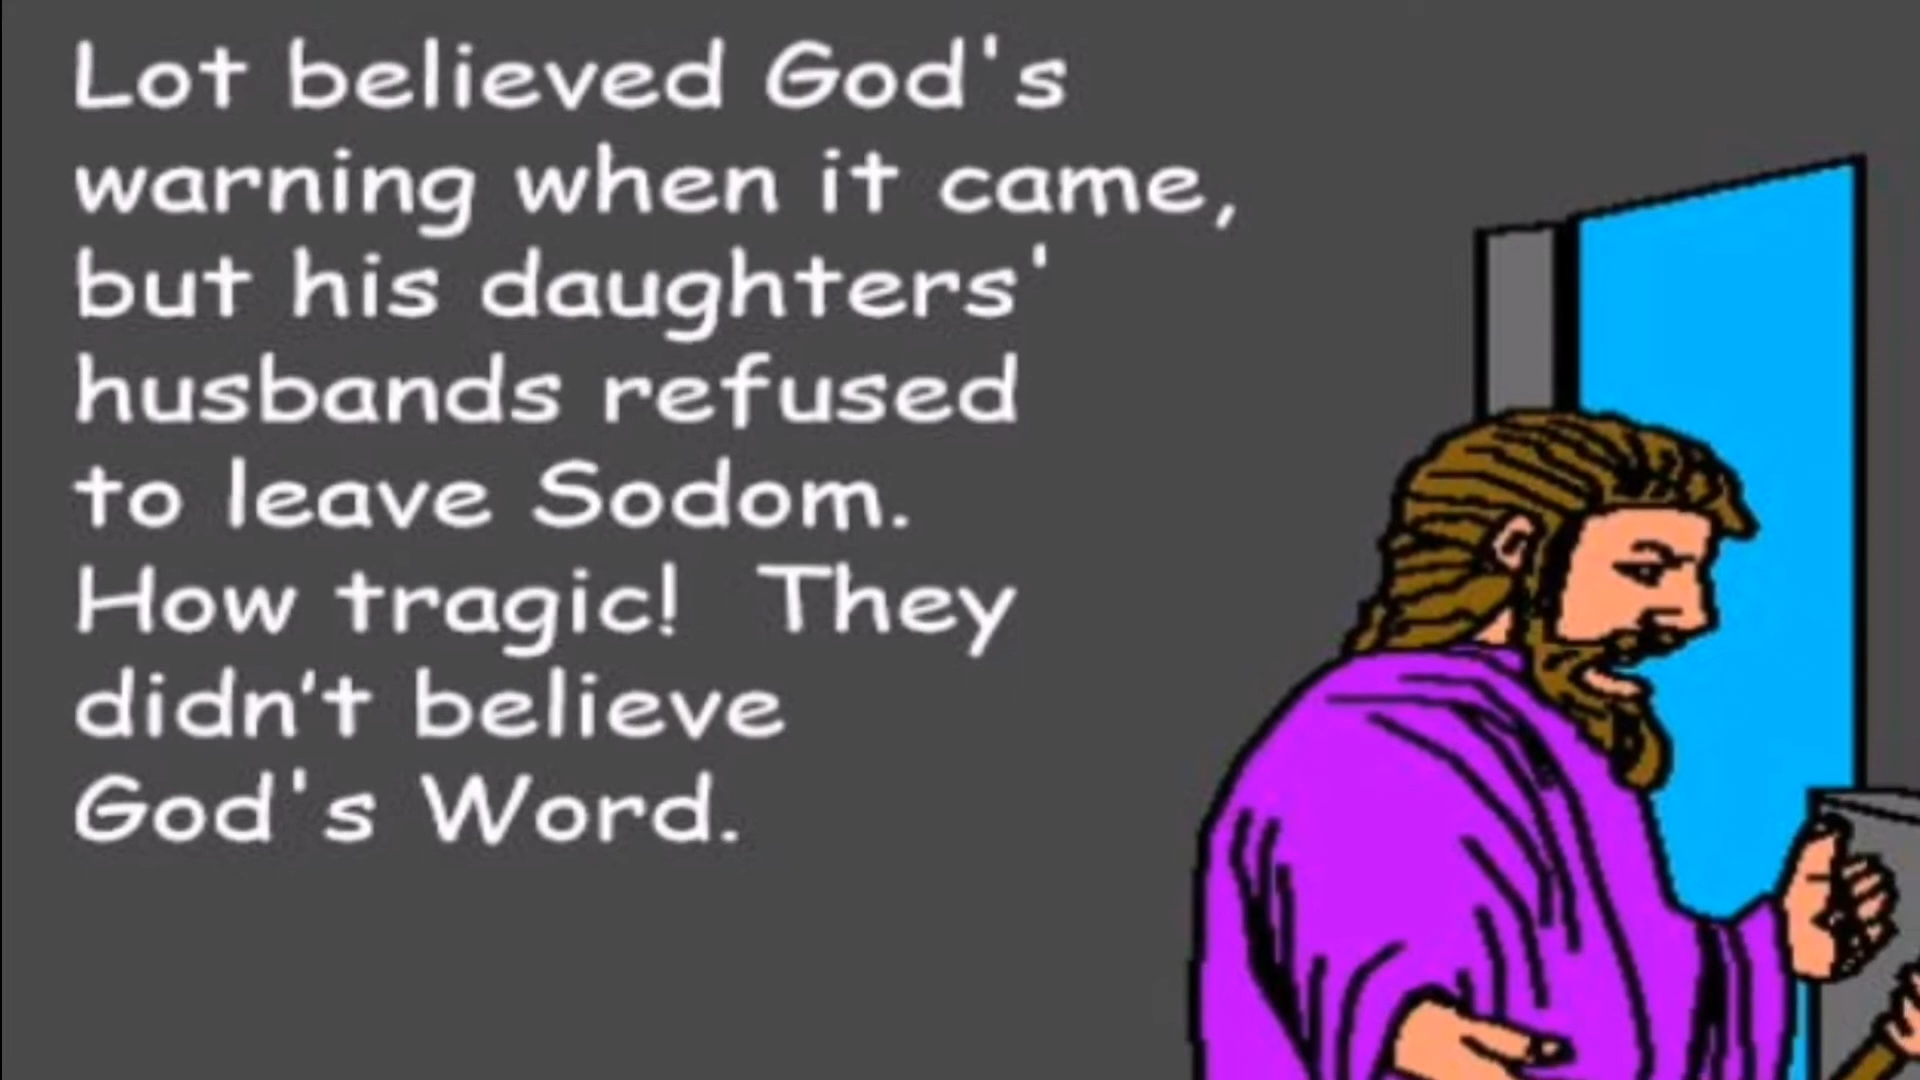 Lot believed God's
warning when it came,
but his daughters'
husbands refused
to leave Sodom.
How tragic!  They
didn’t believe
God's Word.